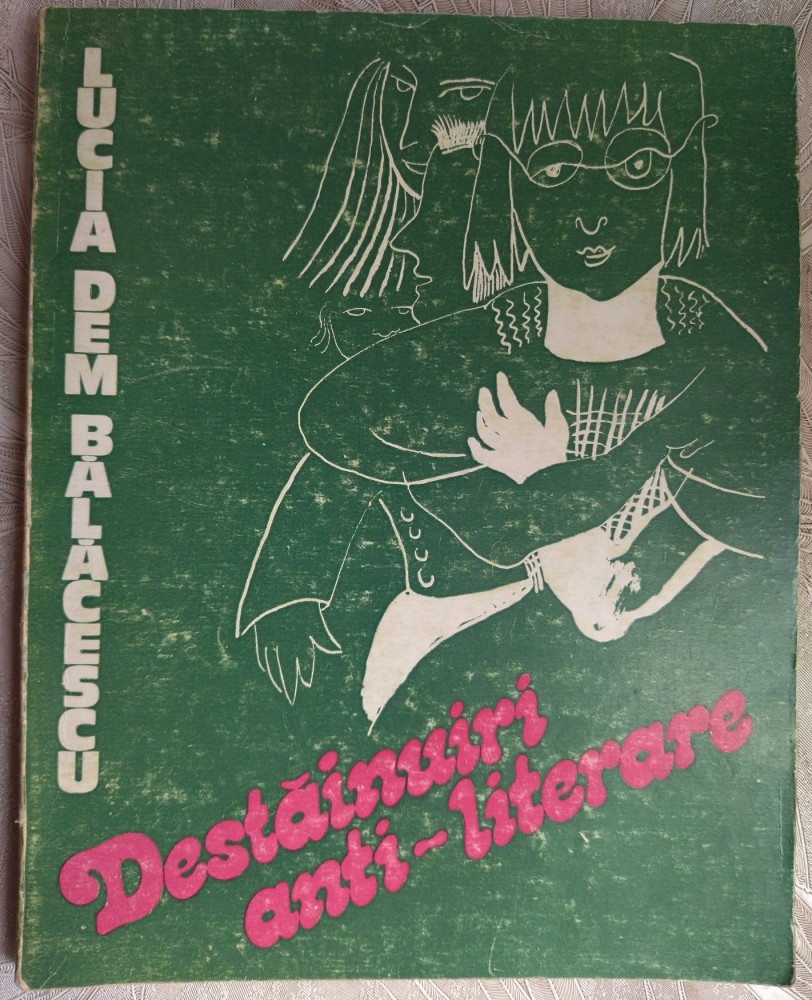 LUCIA DEM BĂLĂCESCU
Destăinuiri
anti-literare